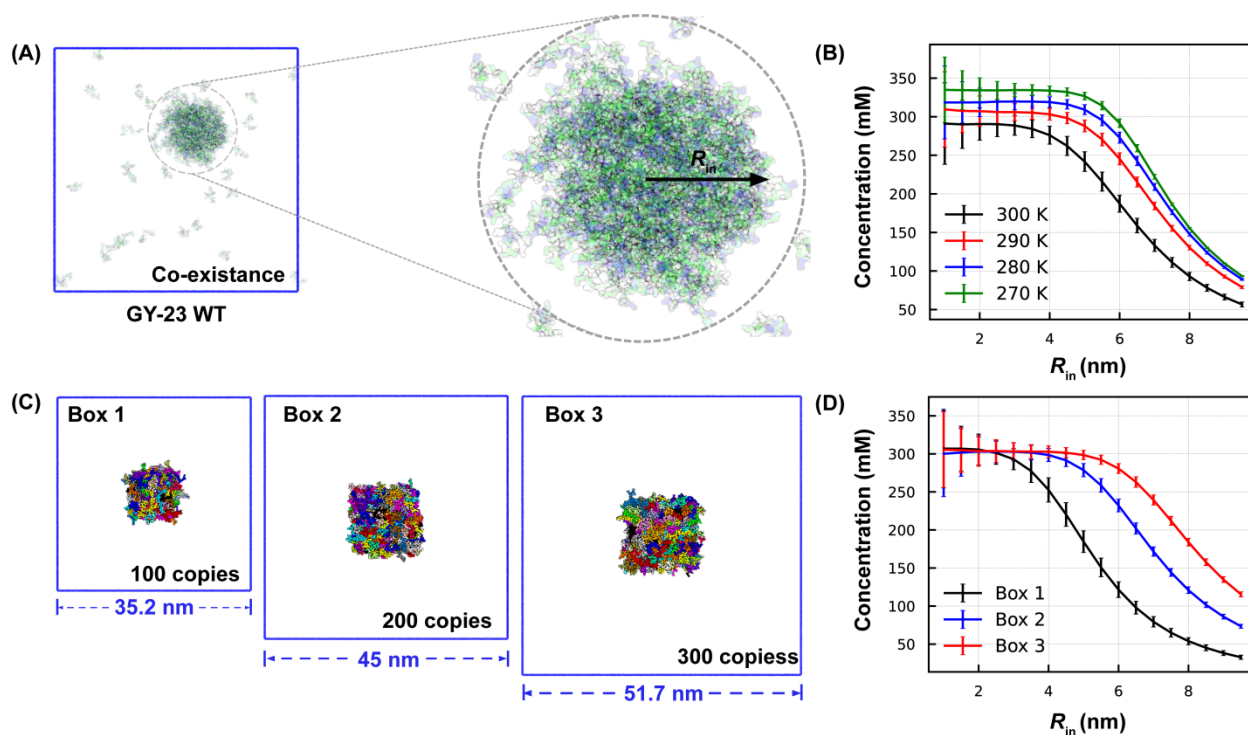 (A)
R_in
Co-existance
GY-23 WT
(B)
Concentration (mM)
350
300
250
200
150
100
50
300 K
290 K
280 K
270 K
2 4 6 8
R_in (nm)
(C)
Box 1
100 copies
35.2 nm
Box 2
200 copies
45 nm
Box 3
300 copiess
51.7 nm
(D)
Concentration (mM)
350
300
250
200
150
100
50
Box 1
Box 2
Box 3
2 4 6 8
R_in (nm)